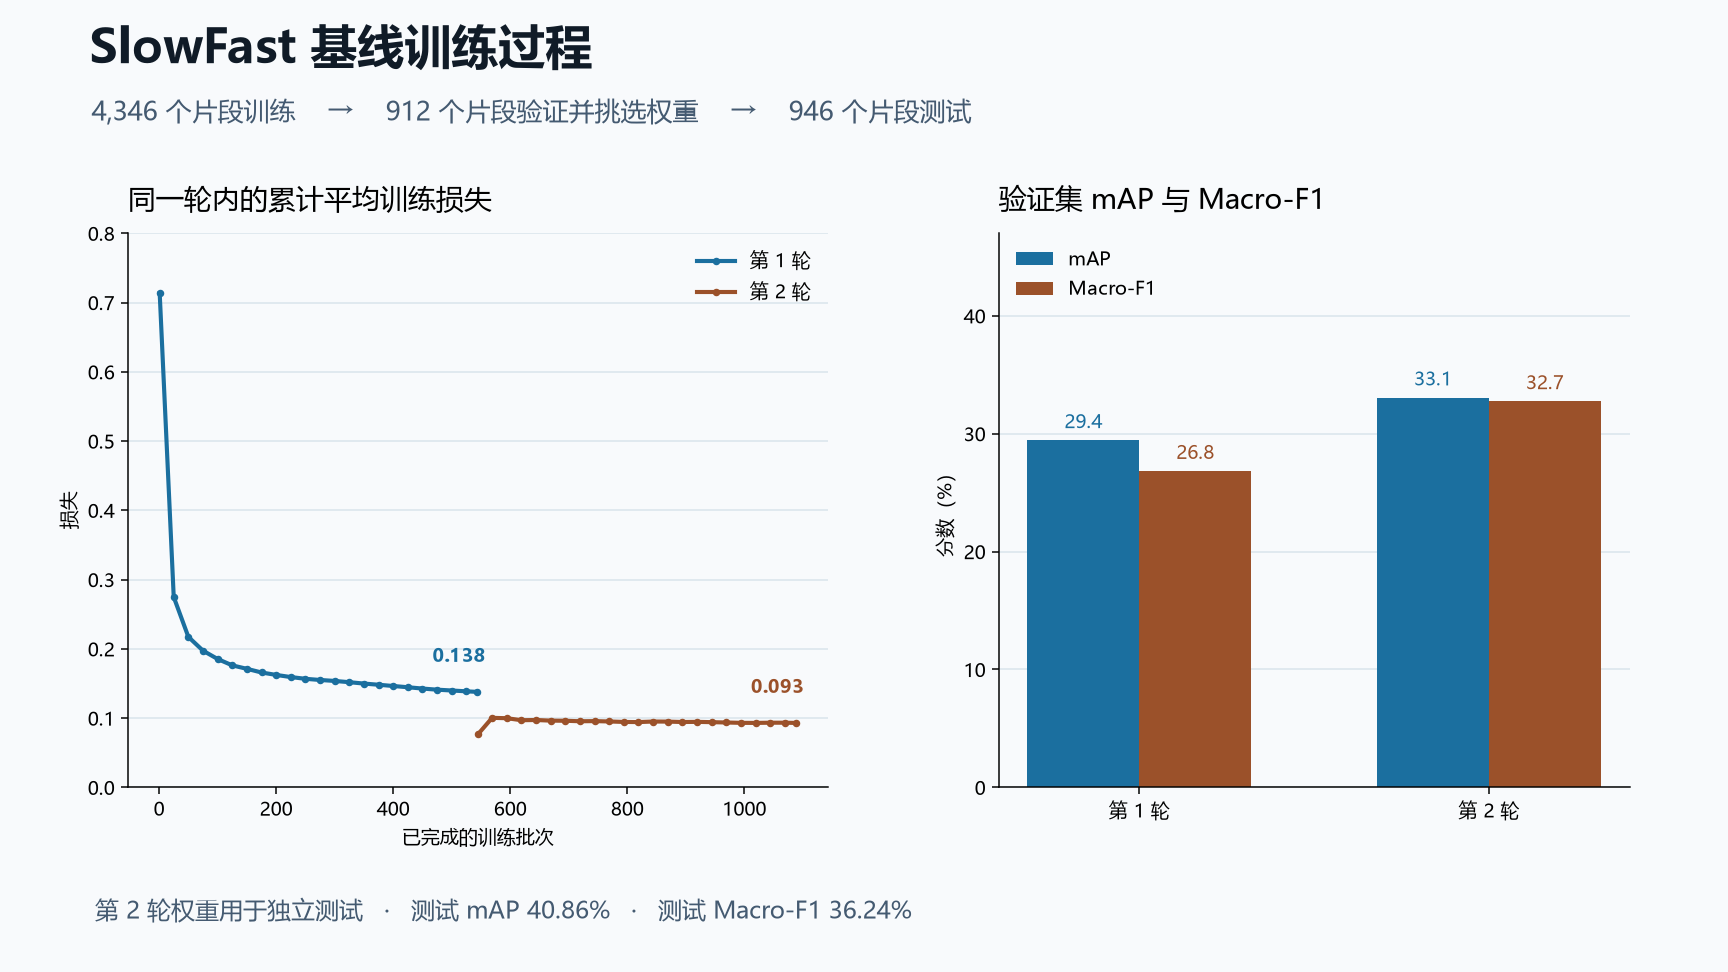 SlowFast 基线训练过程
4,346 个片段训练 → 912 个片段验证并挑选权重 → 946 个片段测试
同一轮内的累计平均训练损失
0.8
0.7
0.6
0.5
0.4
0.3
0.2
0.1
0.0
损失
第 1 轮
第 2 轮
0.138
0.093
0 200 400 600 800 1000
已完成的训练批次
验证集 mAP 与 Macro-F1
mAP
Macro-F1
40
30
20
10
0
分数 (%)
29.4
26.8
33.1
32.7
第 1 轮
第 2 轮
第 2 轮权重用于独立测试 · 测试 mAP 40.86% · 测试 Macro-F1 36.24%